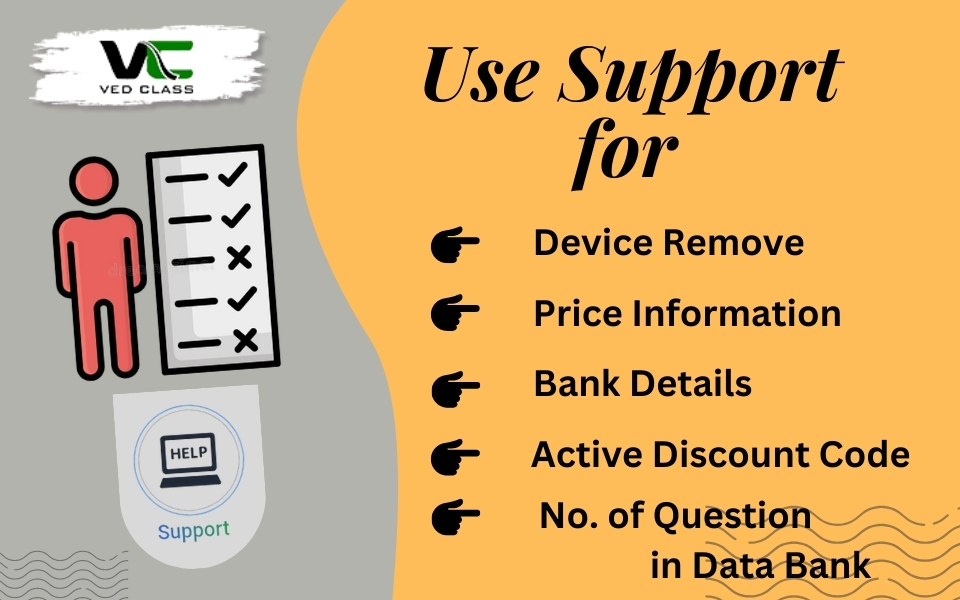 VC
VED CLASS
Use Support
for
Device Remove
Price Information
Bank Details
Active Discount Code
No. of Question
in Data Bank
HELP
Support